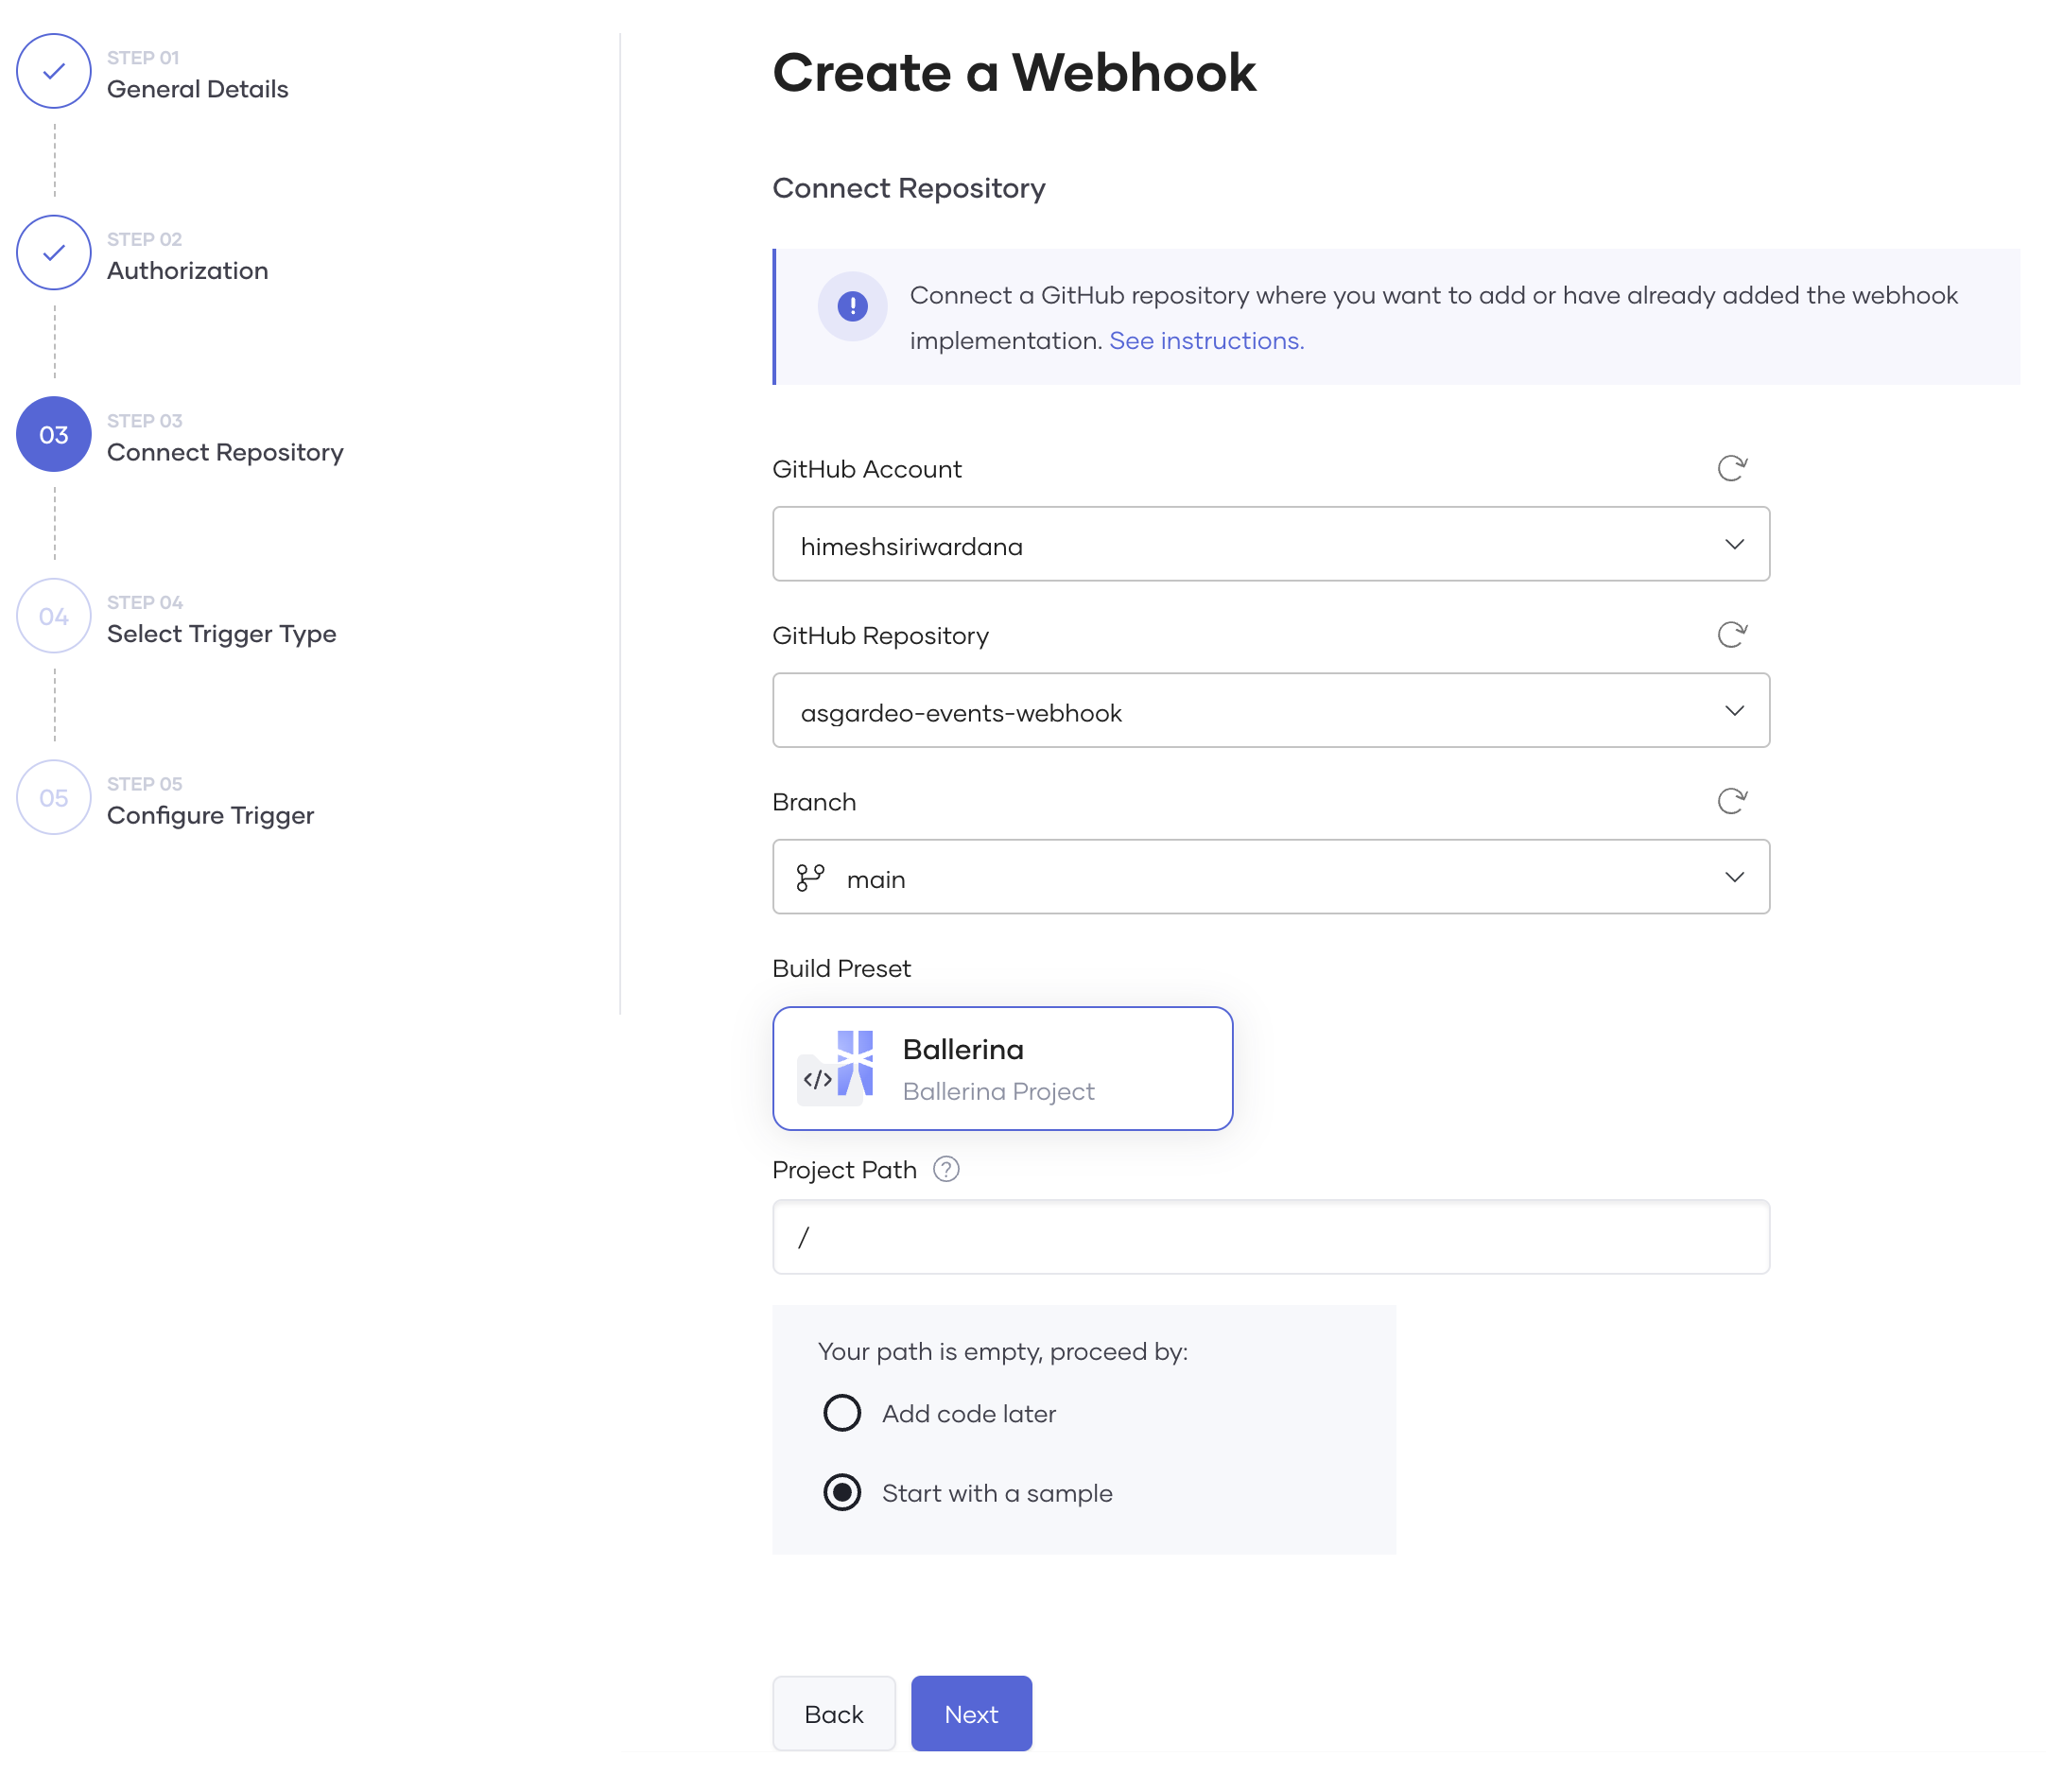 STEP 01
General Details
STEP 02
Authorization
03
STEP 03
Connect Repository
04
STEP 04
Select Trigger Type
05
STEP 05
Configure Trigger
Create a Webhook
Connect Repository
Connect a GitHub repository where you want to add or have already added the webhook
implementation. See instructions.
GitHub Account
himeshsiriwardana
GitHub Repository
asgardeo-events-webhook
Branch
main
Build Preset
</>
Ballerina
Ballerina Project
Project Path ?
/
Your path is empty, proceed by:
Add code later
Start with a sample
Back
Next